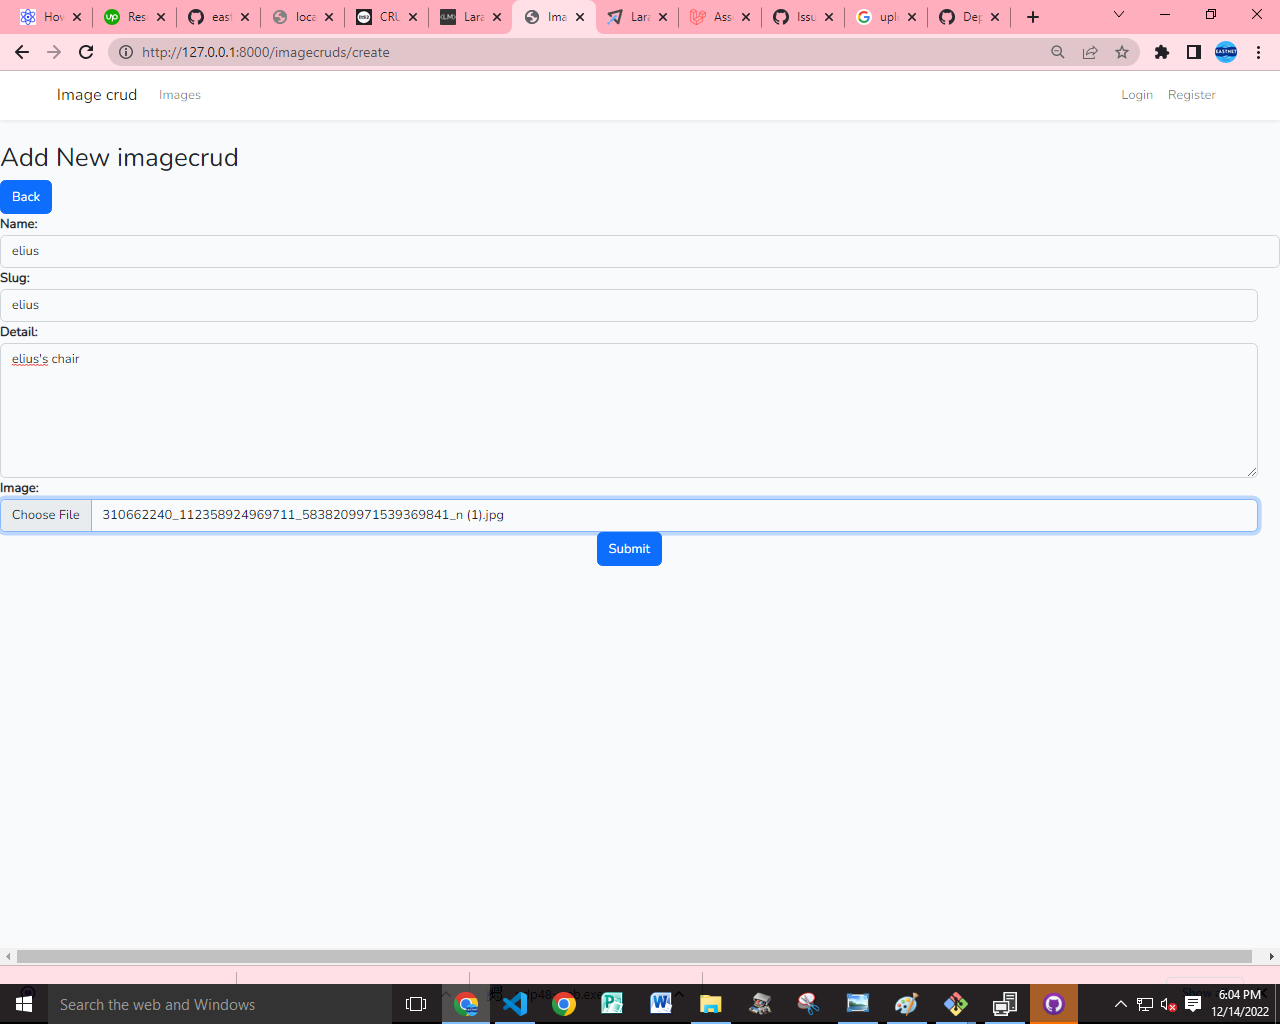 How Res east loca CRU Lara Ima Lara Ass Issu upl Dep
http://127.0.0.1:8000/imagecruds/create
Image crud Images Login Register
Add New imagecrud
Back
Name:
elius
Slug:
elius
Detail:
elius's chair
Image:
Choose File 310662240_112358924969711_5838209971539369841_n (1).jpg
Submit
Search the web and Windows
6:04 PM
12/14/2022